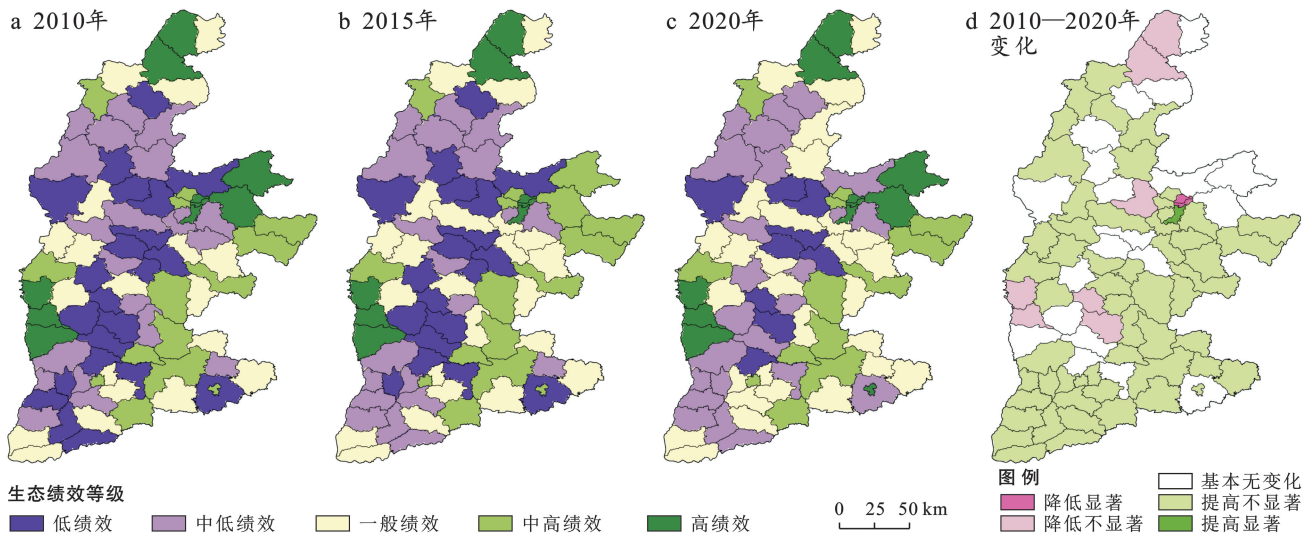 a 2010年
b 2015年
c 2020年
d 2010—2020年
变化
生态绩效等级
低绩效
中低绩效
一般绩效
中高绩效
高绩效
0 25 50 km
图例
降低显著
降低不显著
基本无变化
提高不显著
提高显著